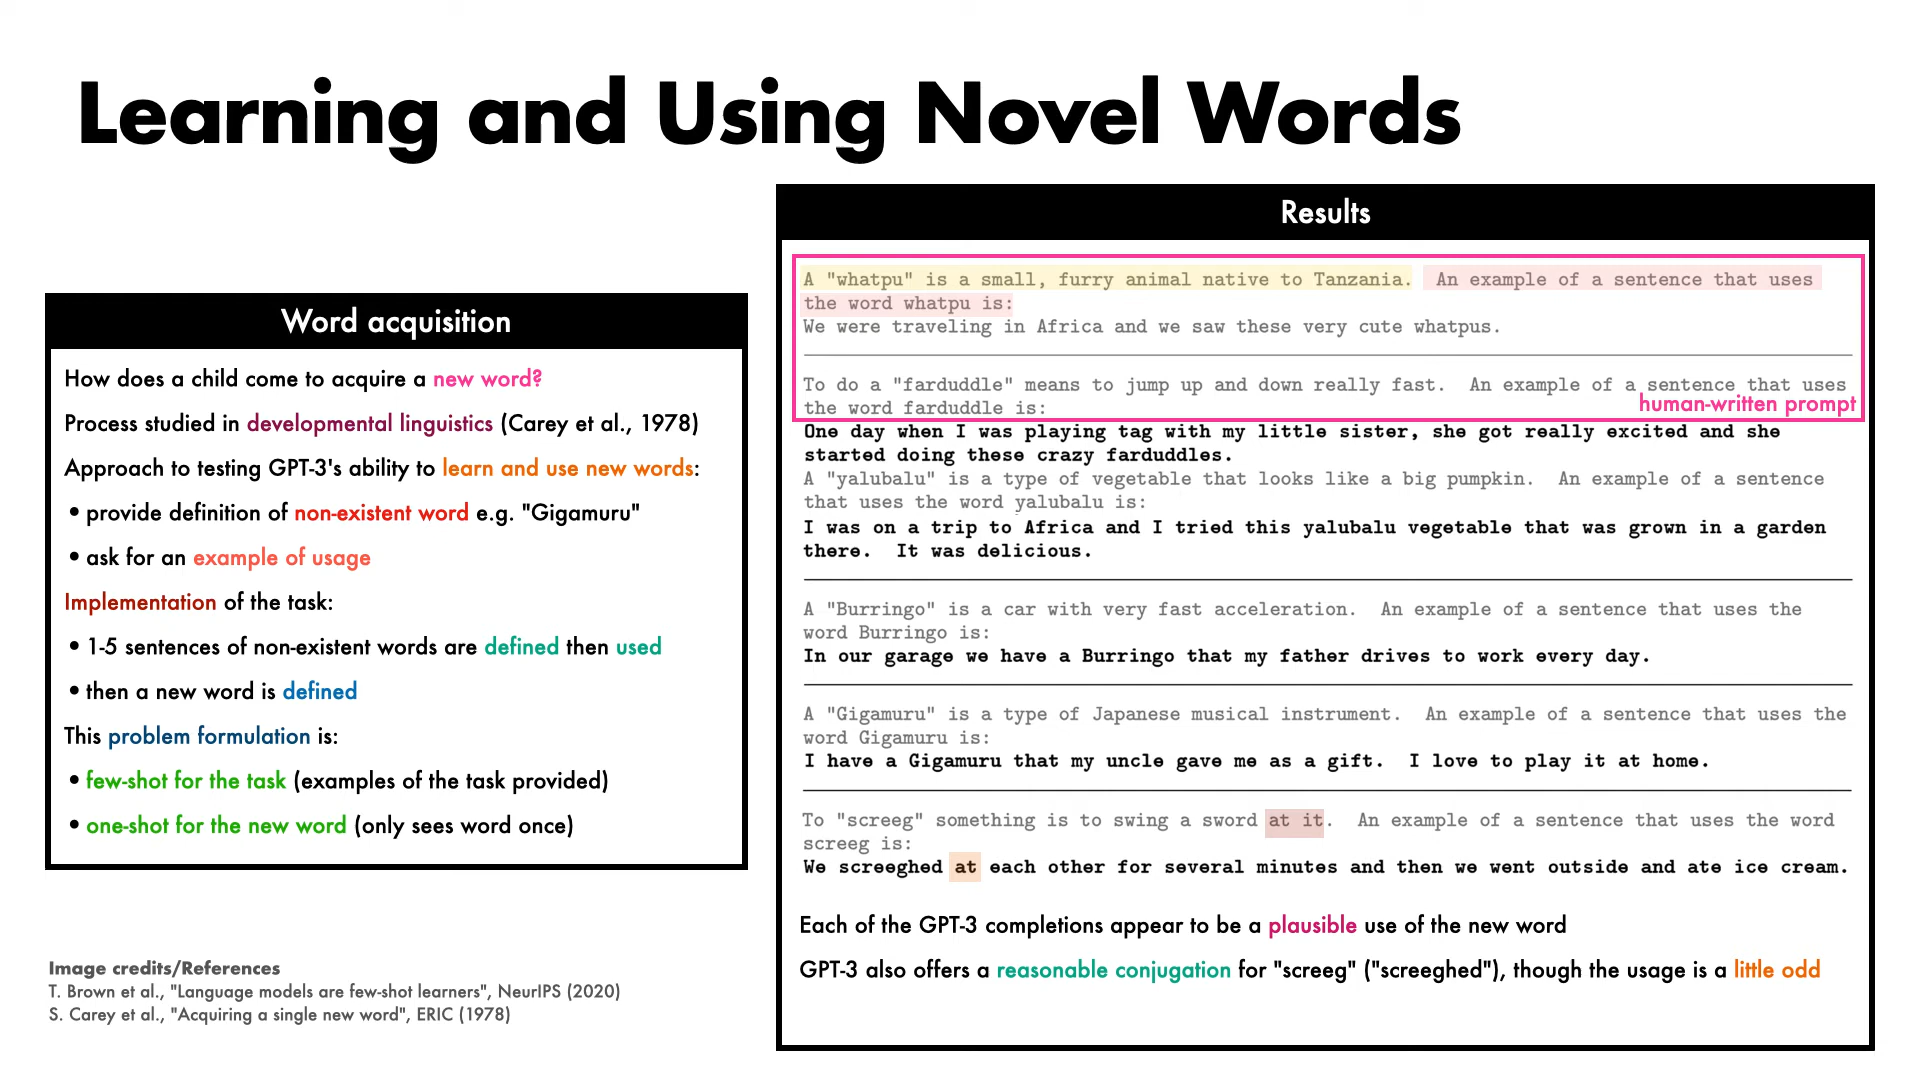 Learning and Using Novel Words
Word acquisition
How does a child come to acquire a new word?
Process studied in developmental linguistics (Carey et al., 1978)
Approach to testing GPT-3's ability to learn and use new words:
• provide definition of non-existent word e.g. "Gigamuru"
• ask for an example of usage
Implementation of the task:
• 1-5 sentences of non-existent words are defined then used
• then a new word is defined
This problem formulation is:
• few-shot for the task (examples of the task provided)
• one-shot for the new word (only sees word once)
Image credits/References
T. Brown et al., "Language models are few-shot learners", NeurIPS (2020)
S. Carey et al., "Acquiring a single new word", ERIC (1978)
Results
A "whatpu" is a small, furry animal native to Tanzania. An example of a sentence that uses
the word whatpu is:
We were traveling in Africa and we saw these very cute whatpus.
To do a "farduddle" means to jump up and down really fast. An example of a sentence that uses
the word farduddle is:
human-written prompt
One day when I was playing tag with my little sister, she got really excited and she
started doing these crazy farduddles.
A "yalubalu" is a type of vegetable that looks like a big pumpkin. An example of a sentence
that uses the word yalubalu is:
I was on a trip to Africa and I tried this yalubalu vegetable that was grown in a garden
there. It was delicious.
A "Burringo" is a car with very fast acceleration. An example of a sentence that uses the
word Burringo is:
In our garage we have a Burringo that my father drives to work every day.
A "Gigamuru" is a type of Japanese musical instrument. An example of a sentence that uses the
word Gigamuru is:
I have a Gigamuru that my uncle gave me as a gift. I love to play it at home.
To "screeg" something is to swing a sword at it. An example of a sentence that uses the word
screeg is:
We screeghed at each other for several minutes and then we went outside and ate ice cream.
Each of the GPT-3 completions appear to be a plausible use of the new word
GPT-3 also offers a reasonable conjugation for "screeg" ("screeghed"), though the usage is a little odd